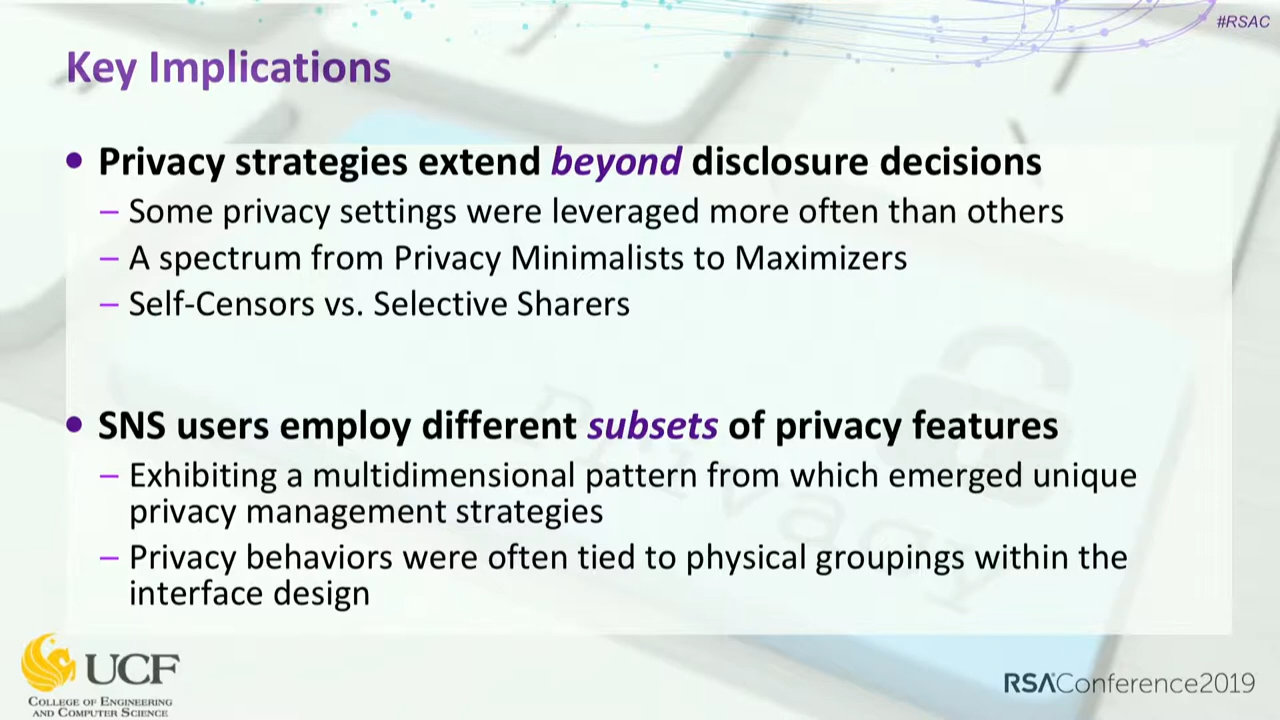 #RSAC
Key Implications
• Privacy strategies extend beyond disclosure decisions
– Some privacy settings were leveraged more often than others
– A spectrum from Privacy Minimalists to Maximizers
– Self-Censors vs. Selective Sharers
• SNS users employ different subsets of privacy features
– Exhibiting a multidimensional pattern from which emerged unique
privacy management strategies
– Privacy behaviors were often tied to physical groupings within the
interface design
Privacy
UCF
COLLEGE OF ENGINEERING
AND COMPUTER SCIENCE
RSAConference2019